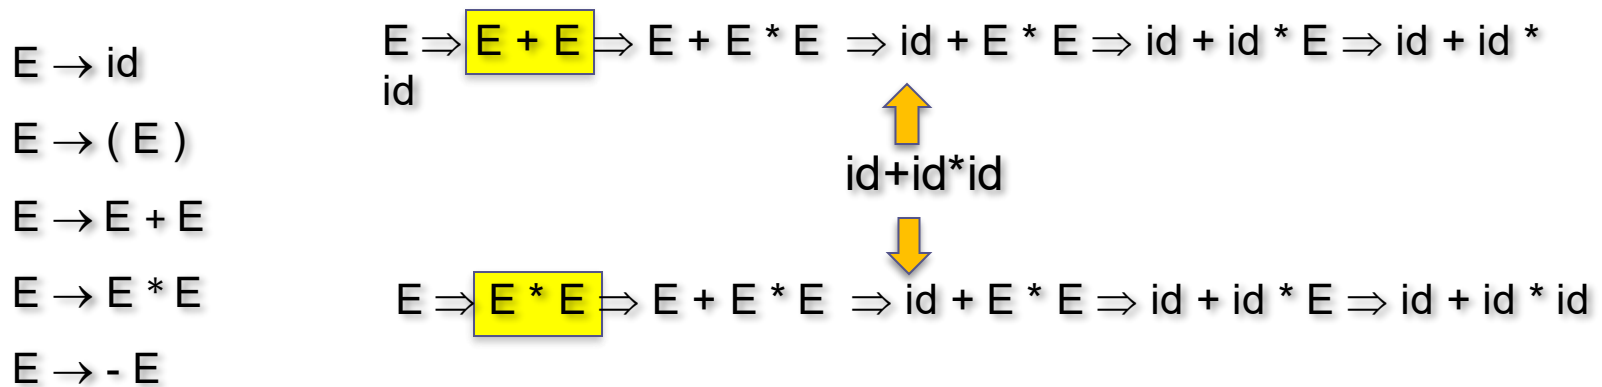 E → id
E → ( E )
E → E + E
E → E * E
E → - E
E ⇒ E + E ⇒ E + E * E ⇒ id + E * E ⇒ id + id * E ⇒ id + id *
id
id+id*id
E ⇒ E * E ⇒ E + E * E ⇒ id + E * E ⇒ id + id * E ⇒ id + id * id